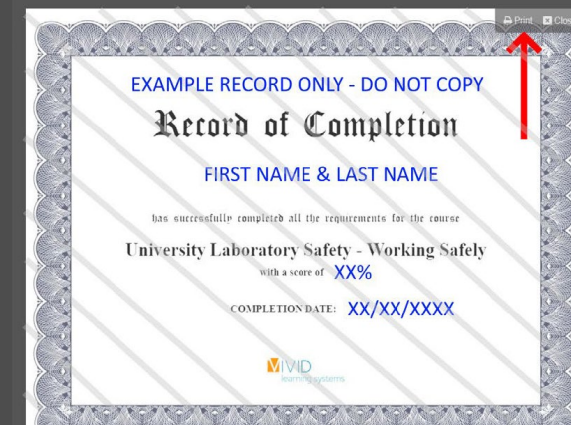 Print Clos
EXAMPLE RECORD ONLY - DO NOT COPY
Record of Completion
FIRST NAME & LAST NAME
has successfully completed all the requirements for the course
University Laboratory Safety - Working Safely
with a score of XX%
COMPLETION DATE: XX/XX/XXXX
VIVID
learning systems